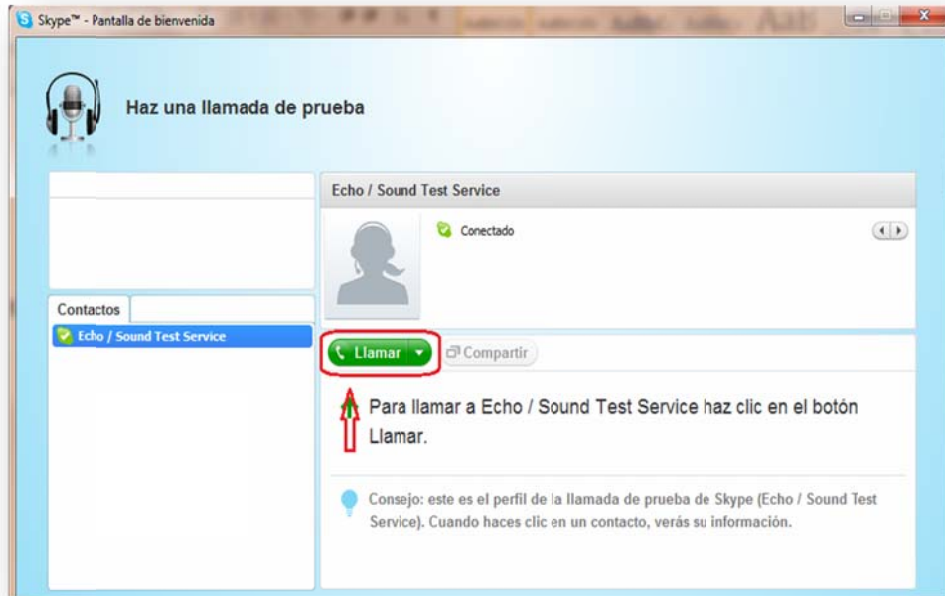 Skype™ - Pantalla de bienvenida
Haz una llamada de prueba
Echo / Sound Test Service
Conectado
Contactos
Echo / Sound Test Service
Llamar
Compartir
Para llamar a Echo / Sound Test Service haz clic en el botón
Llamar.
Consejo: este es el perfil de la llamada de prueba de Skype (Echo / Sound Test
Service). Cuando haces clic en un contacto, verás su información.